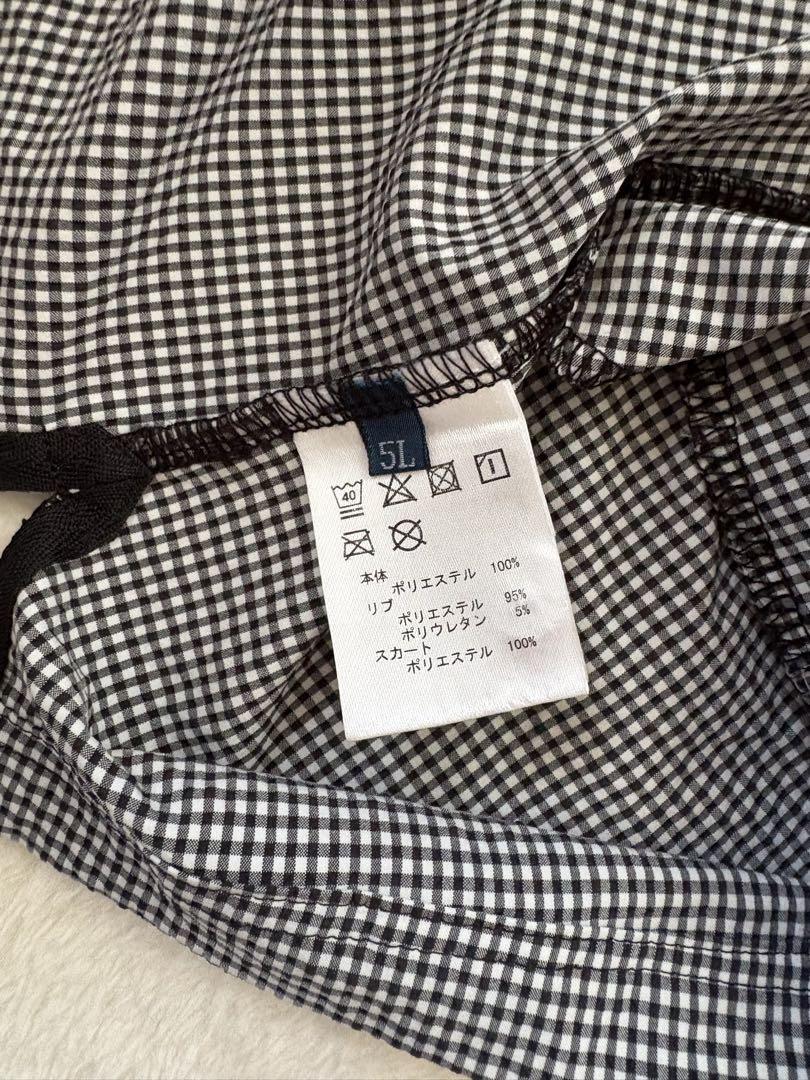 5L
40
本体
ポリエステル 100%
リブ
ポリエステル 95%
ポリウレタン 5%
スカート
ポリエステル 100%